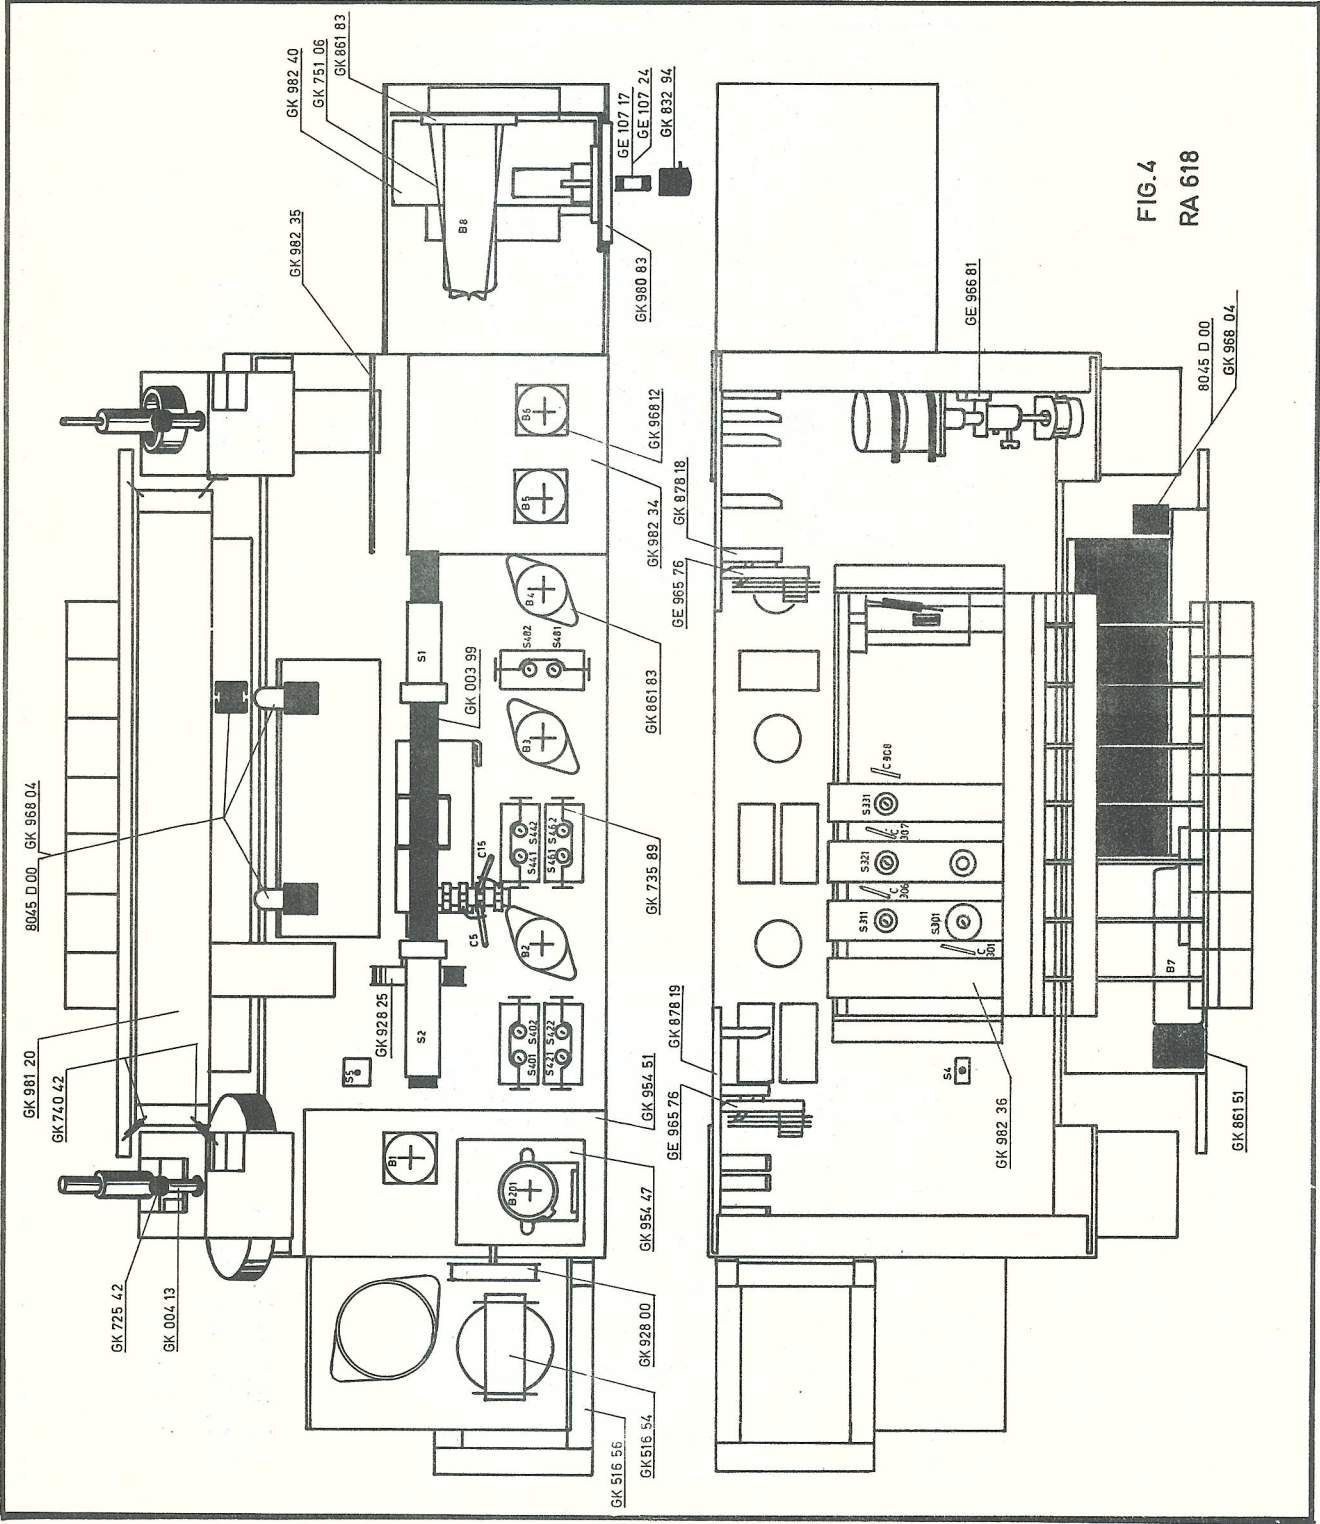 GK 982 40
GK 751 06
GK 861 83
GE 107 17
GE 107 24
GK 832 94
B8
GK 980 83
FIG. 4
RA 618
GK 982 35
GE 966 81
8045 D 00
GK 968 04
B6
B5
GK 968 12
GK 982 34
GK 878 18
GE 965 76
B4
S482
S481
GK 861 83
S1
GK 003 99
B3
8045 D 00
GK 968 04
C15
C5
S441
S442
S461
S462
GK 735 89
B2
S2
GK 928 25
S5
S401
S402
S421
S422
GK 981 20
GK 740 42
GK 954 51
GE 965 76
GK 878 19
C308
S331
C307
S321
C306
S311
S301
C301
S4
GK 982 36
B7
GK 861 51
B1
B201
GK 954 47
GK 725 42
GK 004 13
GK 928 00
GK 516 54
GK 516 56